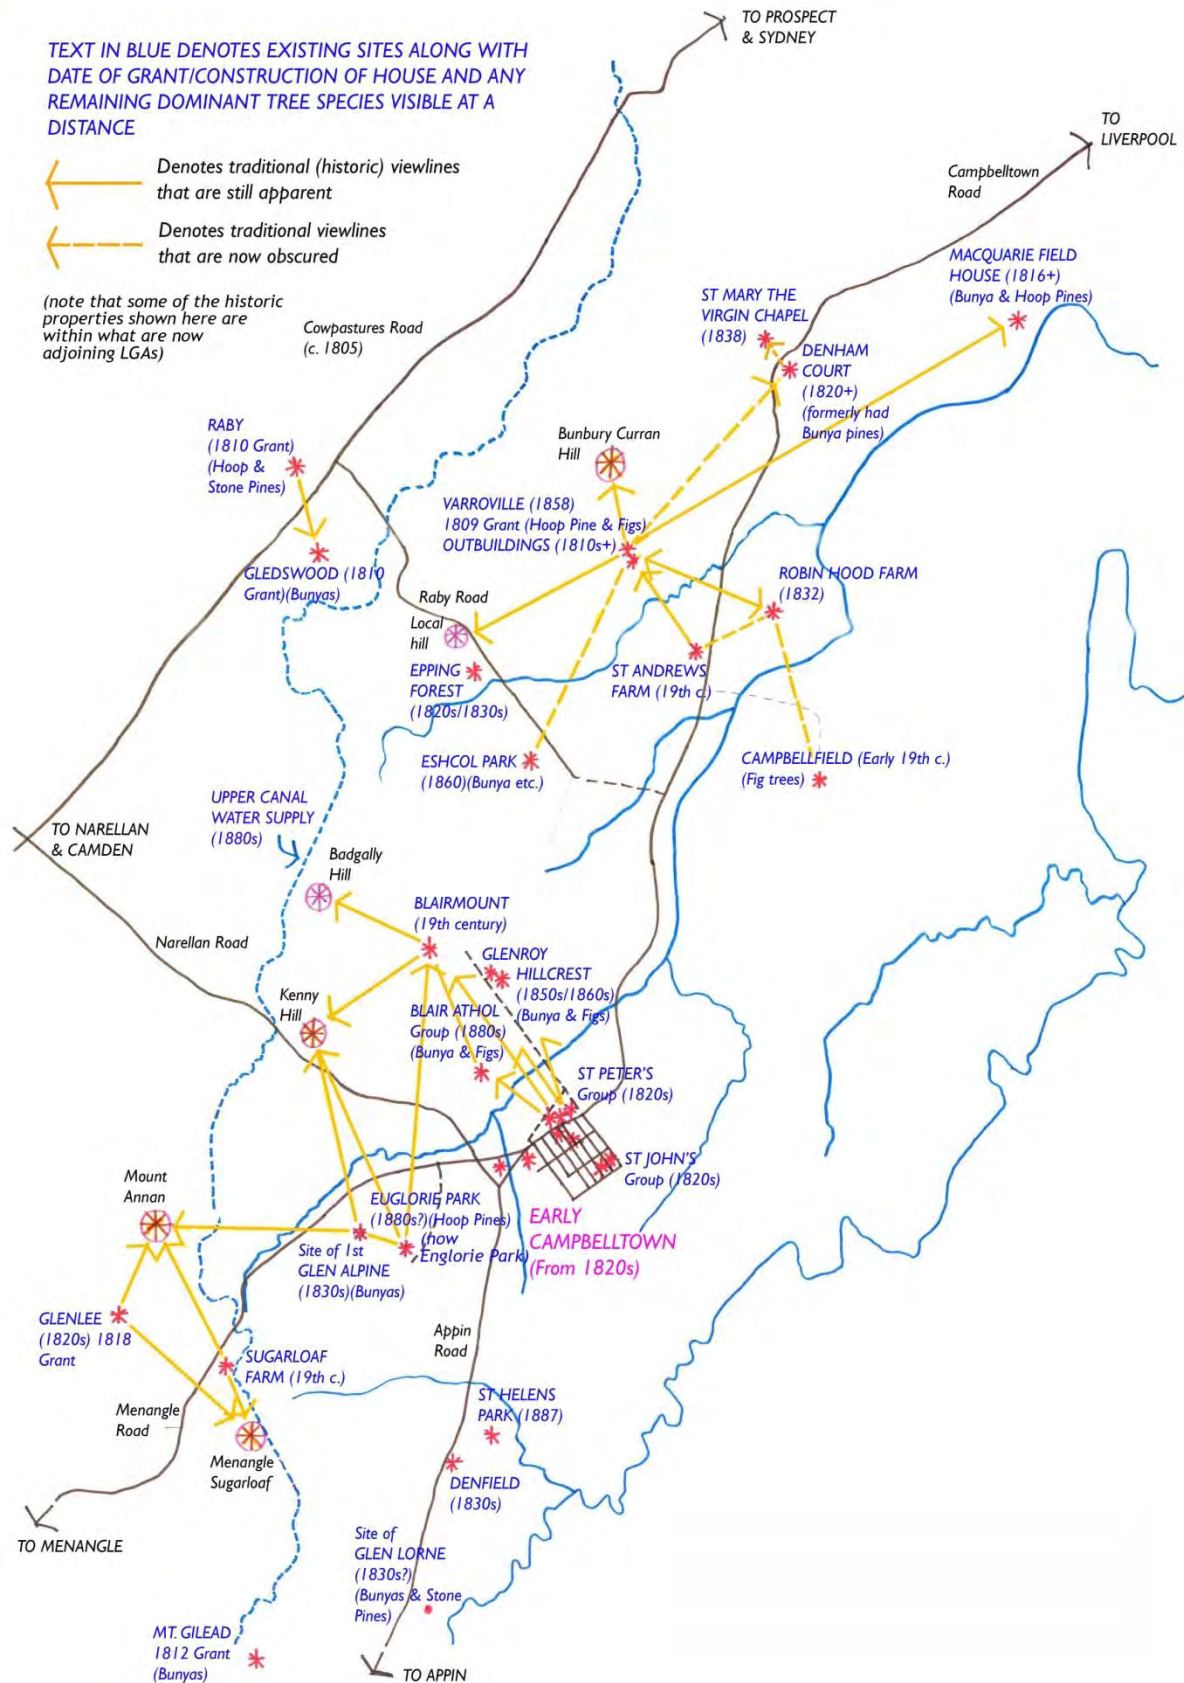 TO PROSPECT
& SYDNEY
TEXT IN BLUE DENOTES EXISTING SITES ALONG WITH
DATE OF GRANT/CONSTRUCTION OF HOUSE AND ANY
REMAINING DOMINANT TREE SPECIES VISIBLE AT A
DISTANCE
Denotes traditional (historic) viewlines
that are still apparent
Denotes traditional viewlines
that are now obscured
(note that some of the historic
properties shown here are
within what are now
adjoining LGAs)
TO
LIVERPOOL
Campbelltown
Road
Cowpastures Road
(c. 1805)
MACQUARIE FIELD
HOUSE (1816+)
(Bunya & Hoop Pines)
ST MARY THE
VIRGIN CHAPEL
(1838)
DENHAM
COURT
(1820+)
(formerly had
Bunya pines)
RABY
(1810 Grant)
(Hoop &
Stone Pines)
Bunbury Curran
Hill
VARROVILLE (1858)
1809 Grant (Hoop Pine & Figs)
OUTBUILDINGS (1810s+)
GLEDSWOOD (1810
Grant)(Bunyas)
ROBIN HOOD FARM
(1832)
Raby Road
Local
hill
EPPING
FOREST
(1820s/1830s)
ST ANDREWS
FARM (19th c.)
ESHCOL PARK
(1860)(Bunya etc.)
CAMPBELLFIELD (Early 19th c.)
(Fig trees)
UPPER CANAL
WATER SUPPLY
(1880s)
TO NARELLAN
& CAMDEN
Badgally
Hill
BLAIRMOUNT
(19th century)
Narellan Road
GLENROY
HILLCREST
(1850s/1860s)
(Bunya & Figs)
Kenny
Hill
BLAIR ATHOL
Group (1880s)
(Bunya & Figs)
ST PETER'S
Group (1820s)
ST JOHN'S
Group (1820s)
Mount
Annan
EUGLORIE PARK
(1880s?)(Hoop Pines)
(now
Englorie Park)
EARLY
CAMPBELLTOWN
(From 1820s)
Site of 1st
GLEN ALPINE
(1830s)(Bunyas)
GLENLEE
(1820s) 1818
Grant
Appin
Road
SUGARLOAF
FARM (19th c.)
Menangle
Road
ST HELENS
PARK (1887)
Menangle
Sugarloaf
DENFIELD
(1830s)
TO MENANGLE
Site of
GLEN LORNE
(1830s?)
(Bunyas & Stone
Pines)
MT. GILEAD
1812 Grant
(Bunyas)
TO APPIN